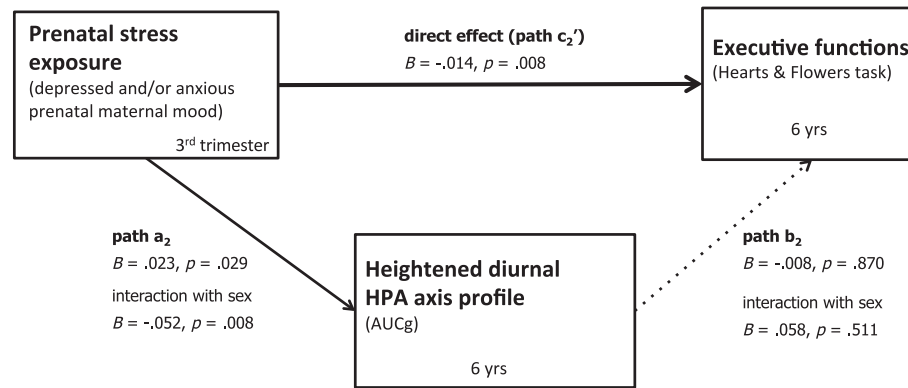 Prenatal stress
exposure
(depressed and/or anxious
prenatal maternal mood)
3rd trimester
direct effect (path c₂’)
B = -.014, p = .008
Executive functions
(Hearts & Flowers task)
6 yrs
path a₂
B = .023, p = .029
interaction with sex
B = -.052, p = .008
Heightened diurnal
HPA axis profile
(AUCg)
6 yrs
path b₂
B = -.008, p = .870
interaction with sex
B = .058, p = .511